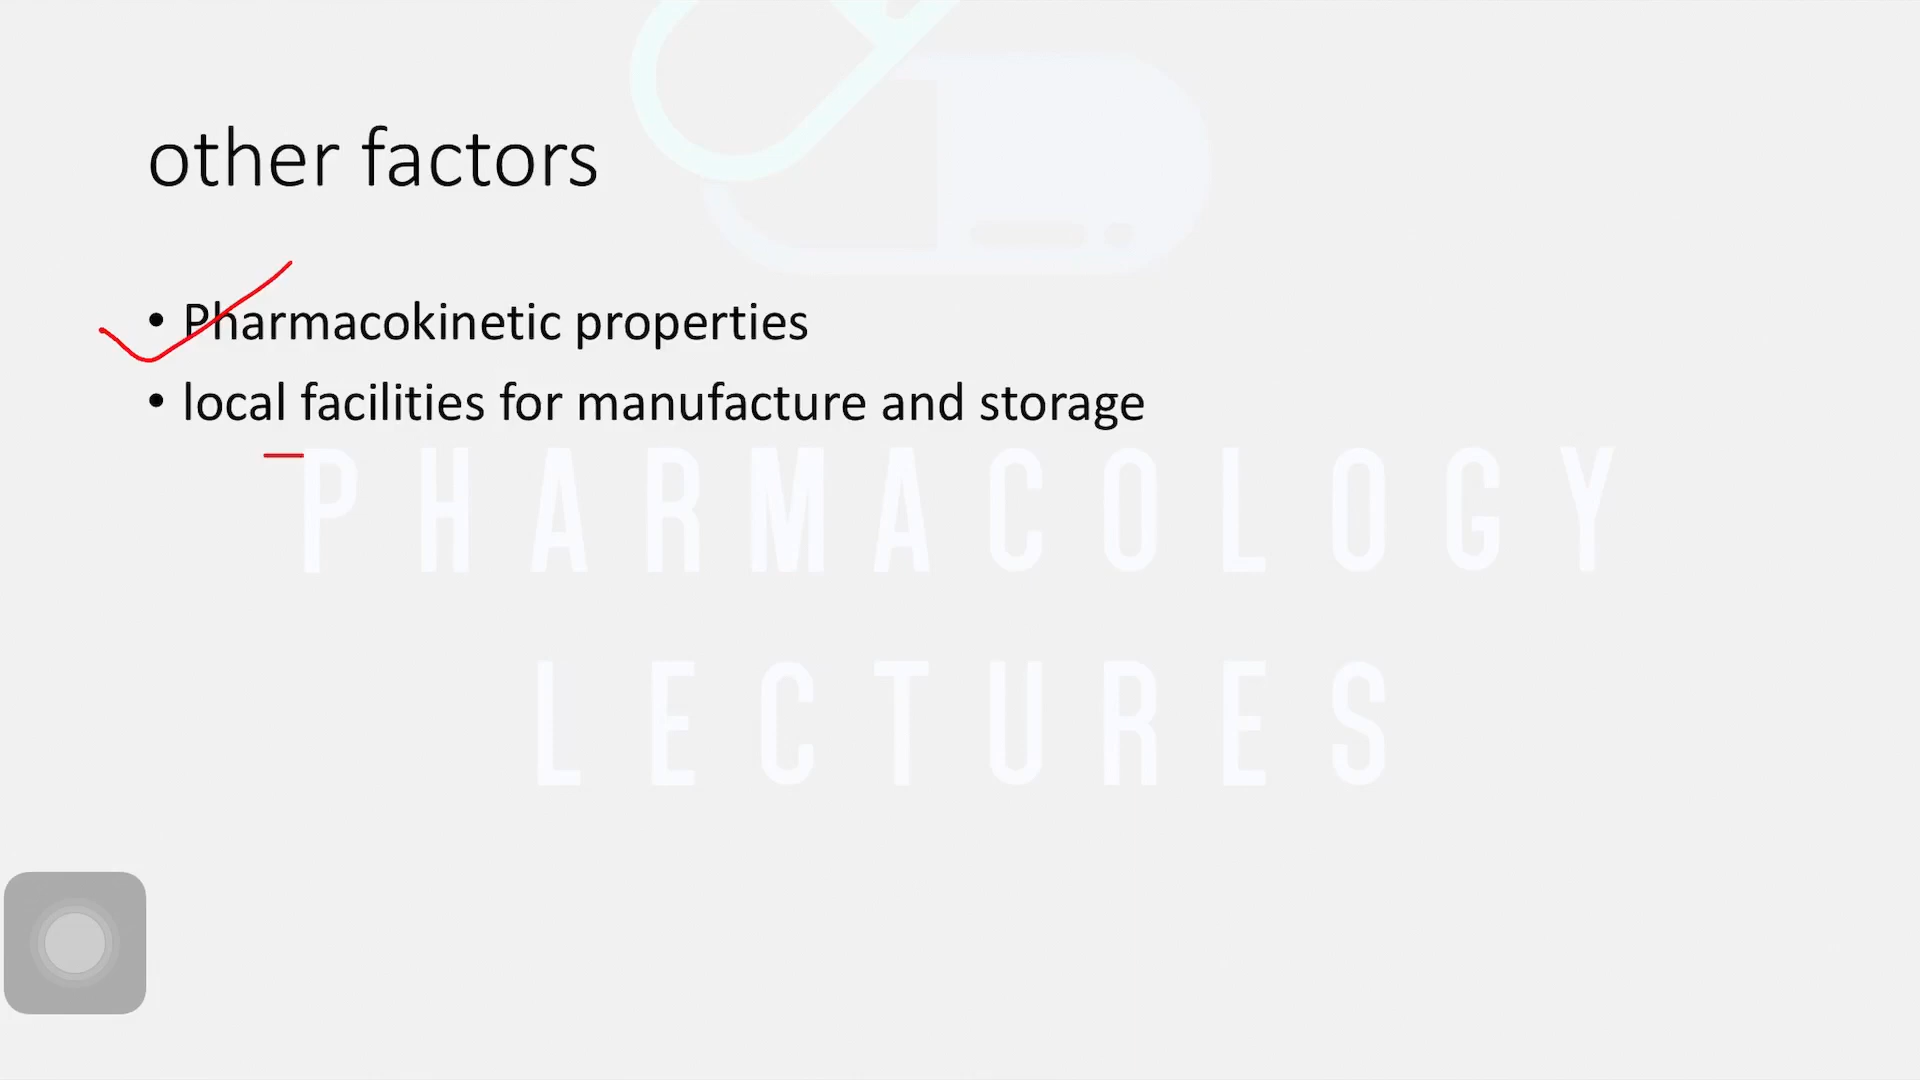 other factors
• Pharmacokinetic properties
• local facilities for manufacture and storage
PHARMACOLOGY
LECTURES